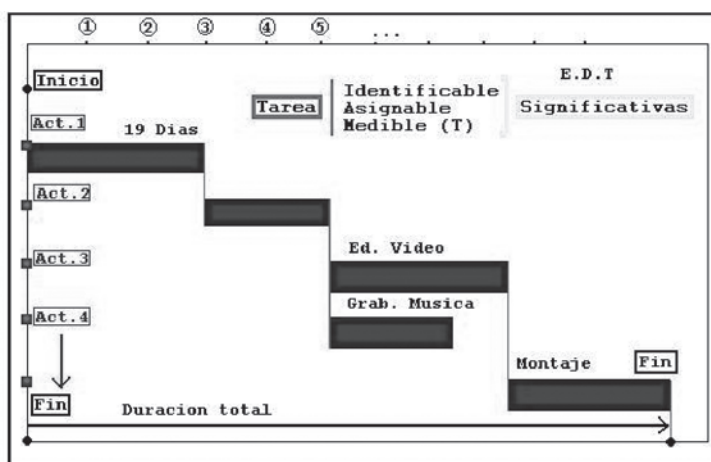 ① ② ③ ④ ⑤ ...
Inicio
E.D.T
Tarea
Identificable
Asignable
Medible (T)
Significativas
Act.1
19 Dias
Act.2
Act.3
Ed. Video
Act.4
Grab. Musica
Montaje
Fin
Fin
Duracion total